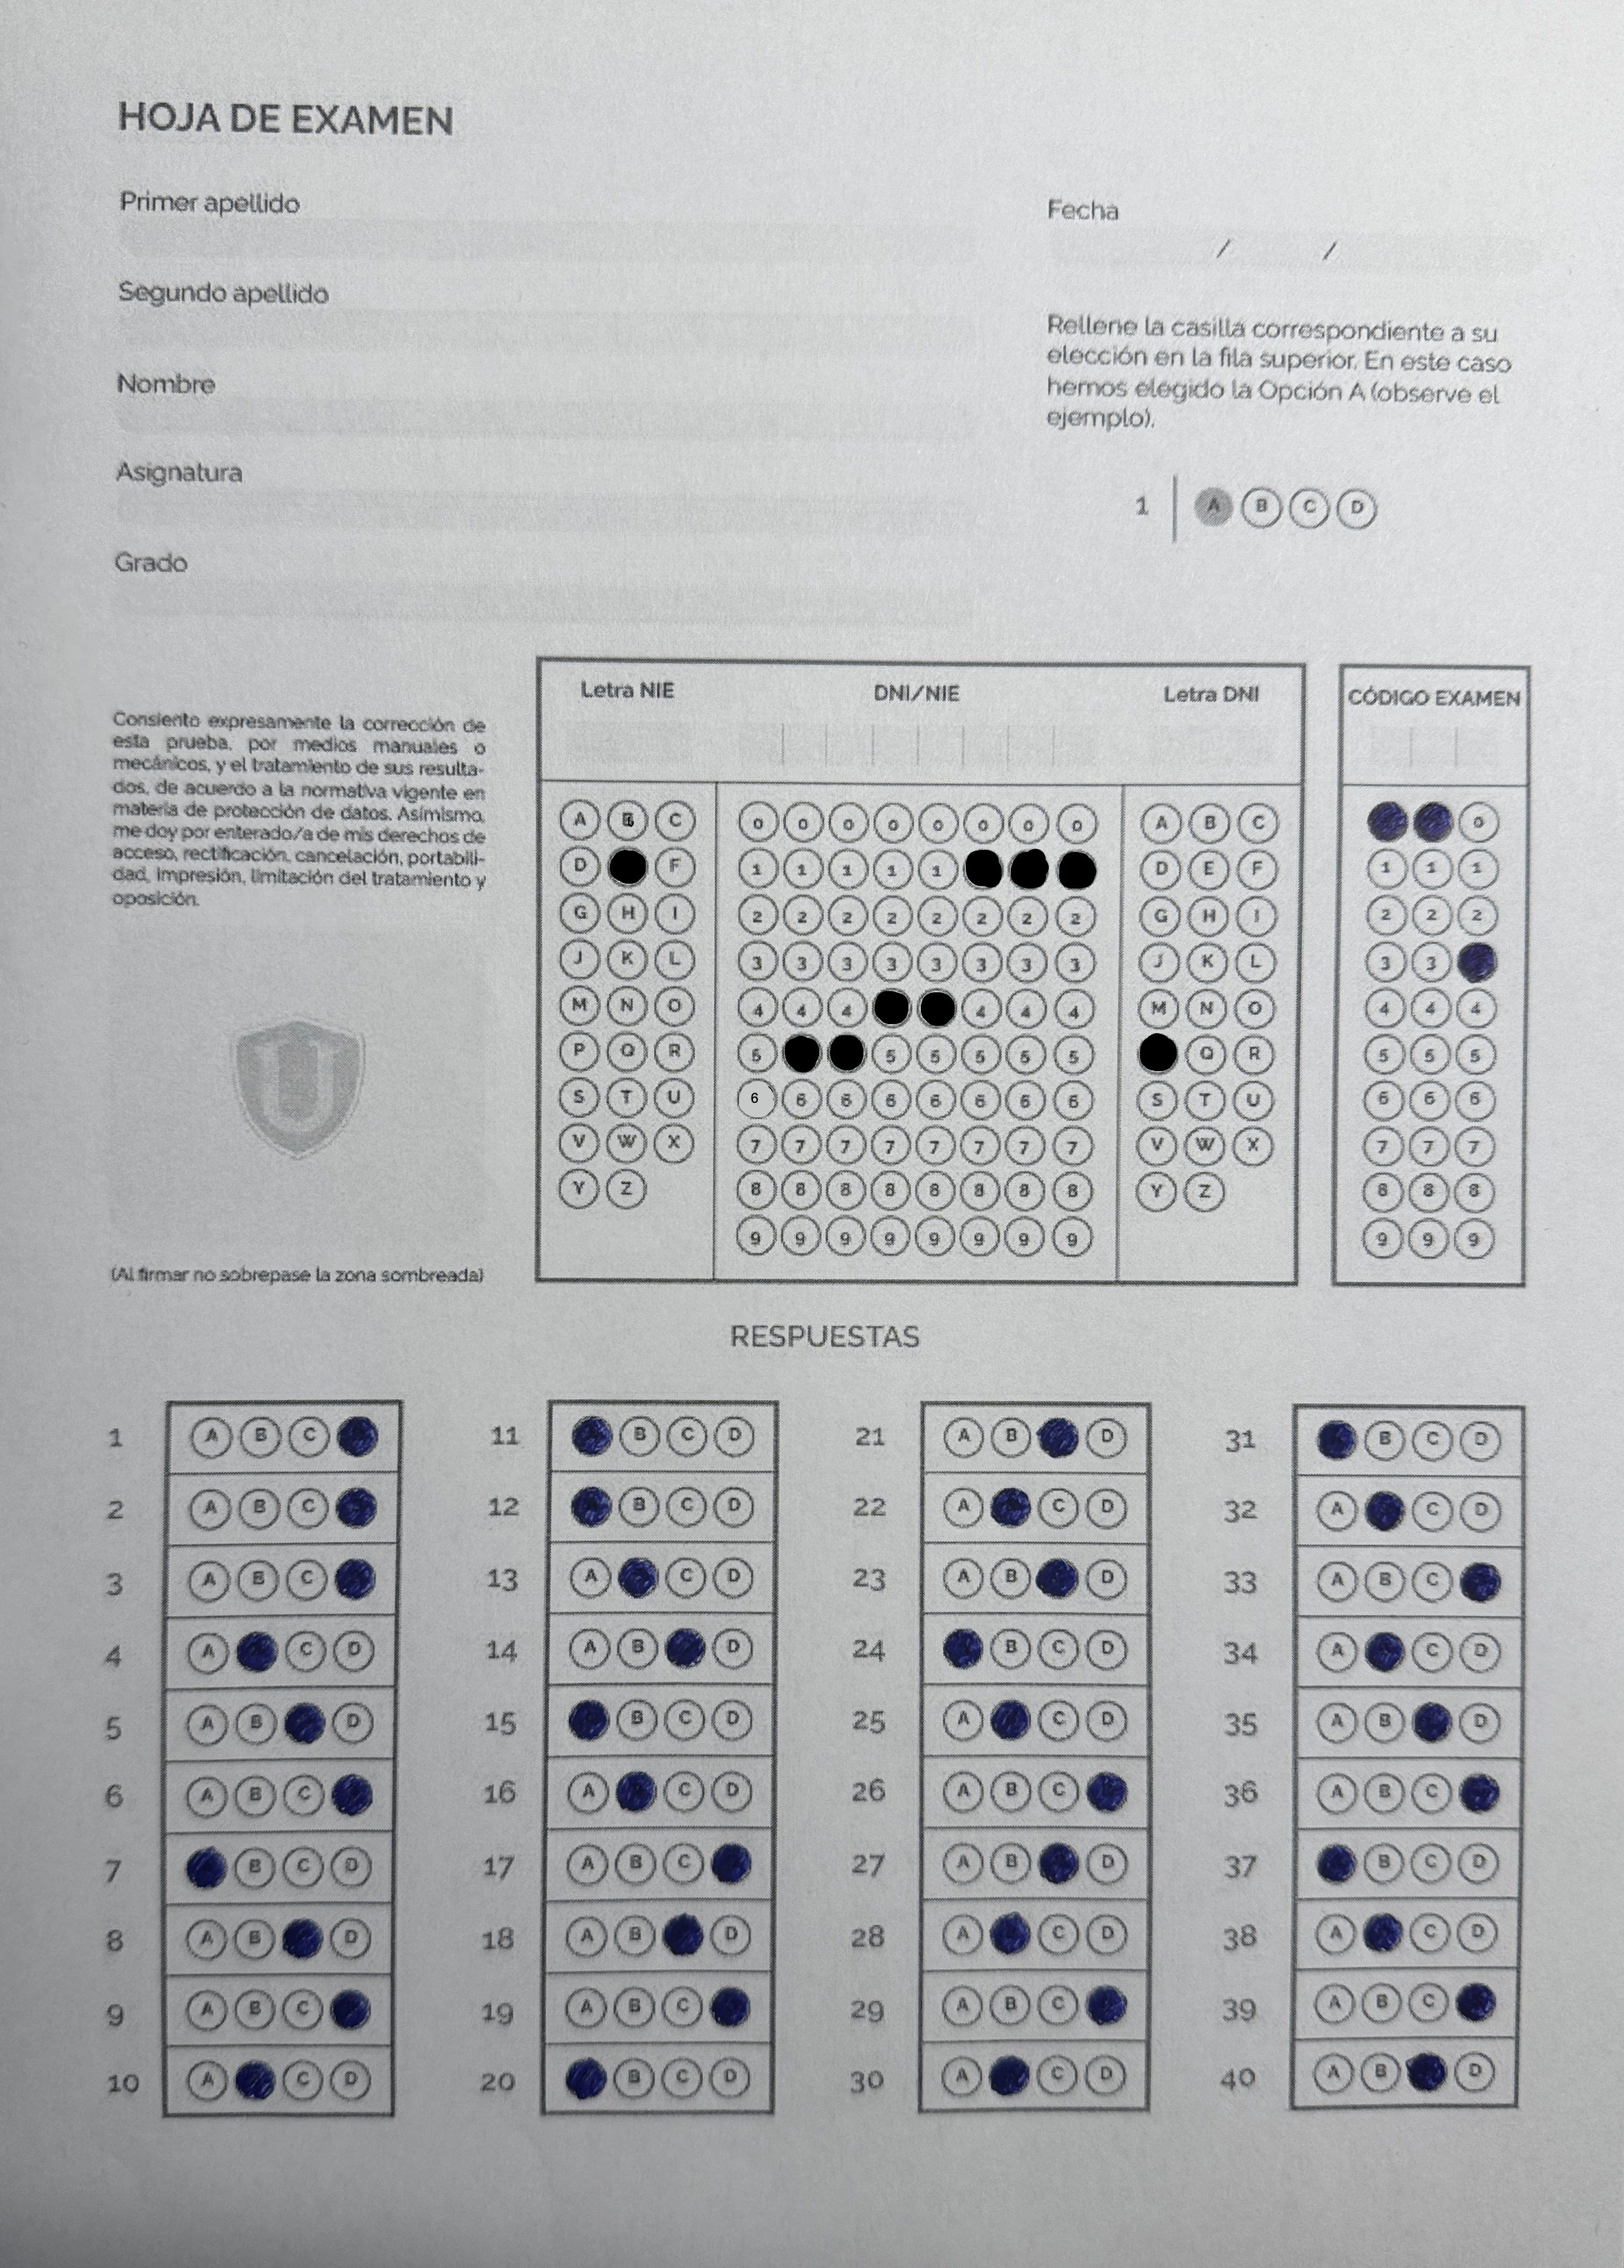 HOJA DE EXAMEN
Primer apellido
Fecha
/ /
Segundo apellido
Rellene la casilla correspondiente a su
elección en la fila superior. En este caso
hemos elegido la Opción A (observe el
ejemplo).
Nombre
Asignatura
1 A B C D
Grado
Letra NIE DNI/NIE Letra DNI CÓDIGO EXAMEN
Consiento expresamente la corrección de
esta prueba, por medios manuales o
mecánicos, y el tratamiento de sus resulta-
dos, de acuerdo a la normativa vigente en
materia de protección de datos. Asimismo,
me doy por enterado/a de mis derechos de
acceso, rectificación, cancelación, portabili-
dad, impresión, limitación del tratamiento y
oposición.
U
(Al firmar no sobrepase la zona sombreada)
A B C 0 0 0 0 0 0 0 0 A B C 0
D F 1 1 1 1 1 D E F 1 1 1
G H I 2 2 2 2 2 2 2 2 G H I 2 2 2
J K L 3 3 3 3 3 3 3 3 J K L 3 3
M N O 4 4 4 4 4 4 M N O 4 4 4
P Q R 5 5 5 5 5 5 Q R 5 5 5
S T U 6 6 6 6 6 6 6 6 S T U 6 6 6
V W X 7 7 7 7 7 7 7 7 V W X 7 7 7
Y Z 8 8 8 8 8 8 8 8 Y Z 8 8 8
9 9 9 9 9 9 9 9 9 9 9
RESPUESTAS
1 A B C 11 B C D 21 A B D 31 B C D
2 A B C 12 B C D 22 A C D 32 A C D
3 A B C 13 A C D 23 A B D 33 A B C
4 A C D 14 A B D 24 B C D 34 A C D
5 A B D 15 B C D 25 A C D 35 A B D
6 A B C 16 A C D 26 A B C 36 A B C
7 B C D 17 A B C 27 A B D 37 B C D
8 A B D 18 A B D 28 A C D 38 A C D
9 A B C 19 A B C 29 A B C 39 A B C
10 A C D 20 B C D 30 A C D 40 A B D